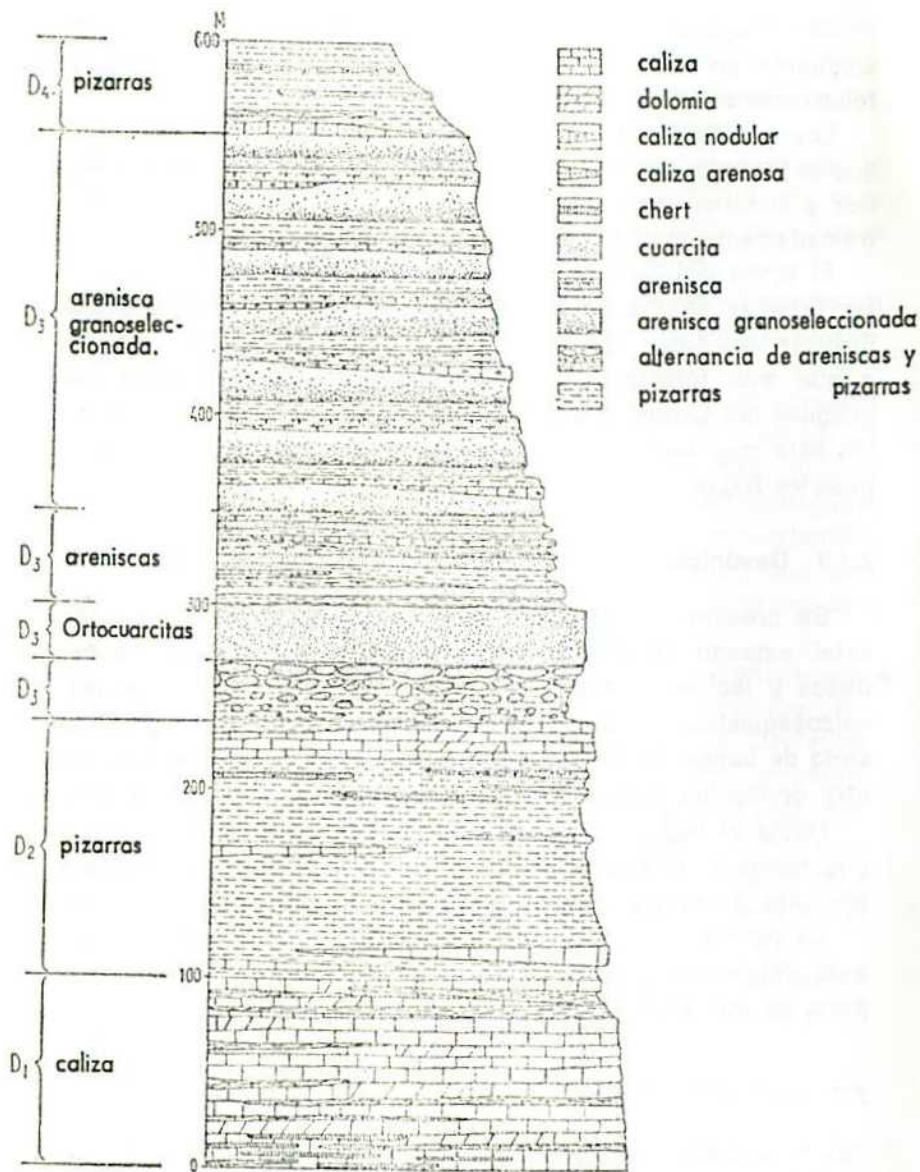 M
600
500
400
300
200
100
0
D4
pizarras
D3
arenisca
granoselec-
cionada.
D3
areniscas
D3
Ortocuarcitas
D3
D2
pizarras
D1
caliza
caliza
dolomia
caliza nodular
caliza arenosa
chert
cuarcita
arenisca
arenisca granoseleccionada
alternancia de areniscas y
pizarras pizarras